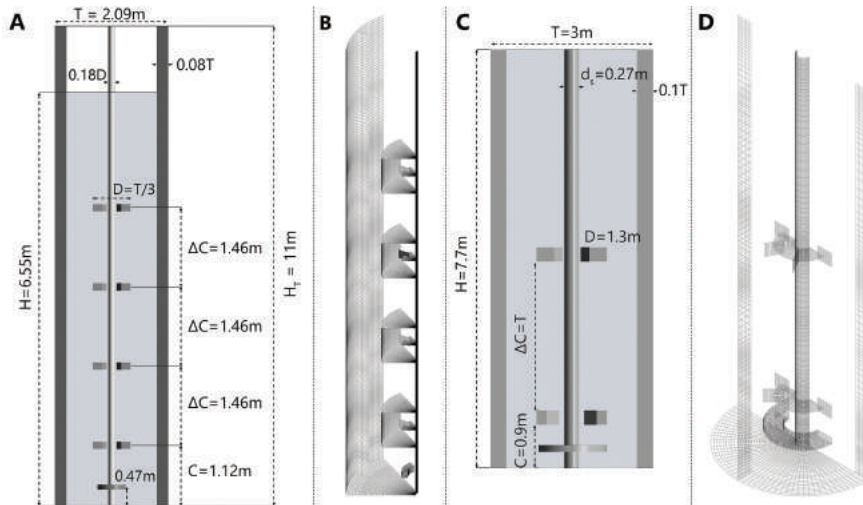 A
T = 2.09m
0.18D
0.08T
D=T/3
ΔC=1.46m
ΔC=1.46m
ΔC=1.46m
C=1.12m
0.47m
H=6.55m
H_T = 11m
B
C
T=3m
d_s=0.27m
0.1T
D=1.3m
H=7.7m
ΔC=T
C=0.9m
D